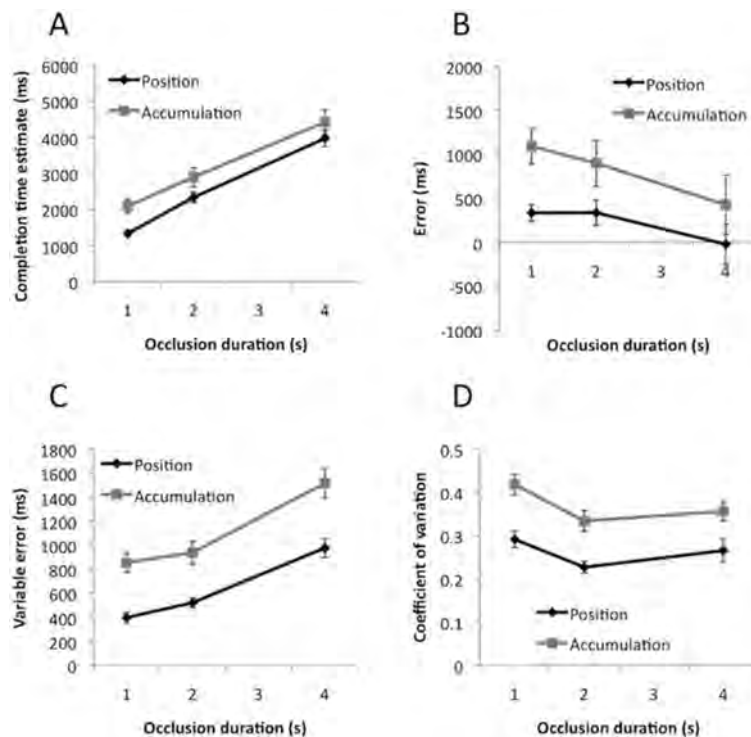 A
Completion time estimate (ms)
6000
5000
4000
3000
2000
1000
0
Position
Accumulation
1 2 3 4
Occlusion duration (s)
B
Error (ms)
2000
1500
1000
500
0
-500
-1000
Position
Accumulation
1 2 3 4
Occlusion duration (s)
C
Variable error (ms)
1800
1600
1400
1200
1000
800
600
400
200
0
Position
Accumulation
1 2 3 4
Occlusion duration (s)
D
Coefficient of variation
0.5
0.4
0.3
0.2
0.1
0
Position
Accumulation
1 2 3 4
Occlusion duration (s)